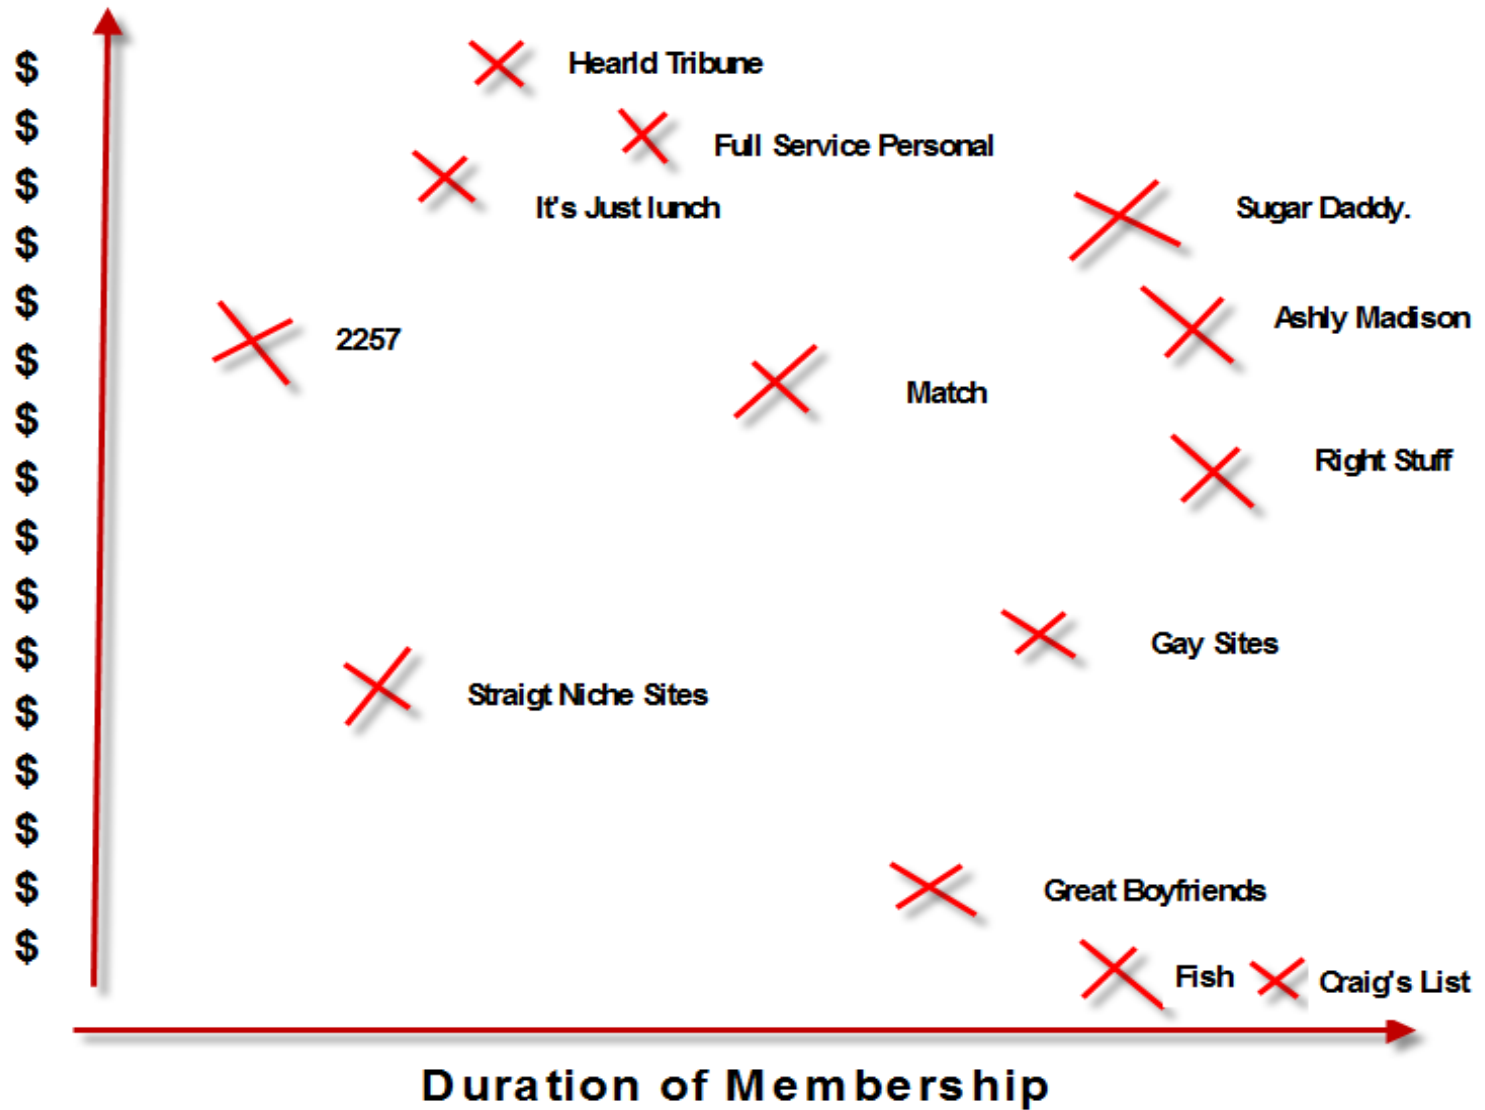 $
Hearld Tribune
$
Full Service Personal
$
It's Just lunch
Sugar Daddy.
$
$
Ashly Madison
2257
$
Match
$
Right Stuff
$
$
$
Gay Sites
$
Straigt Niche Sites
$
$
$
$
Great Boyfriends
$
Fish
Craig's List
Duration of Membership